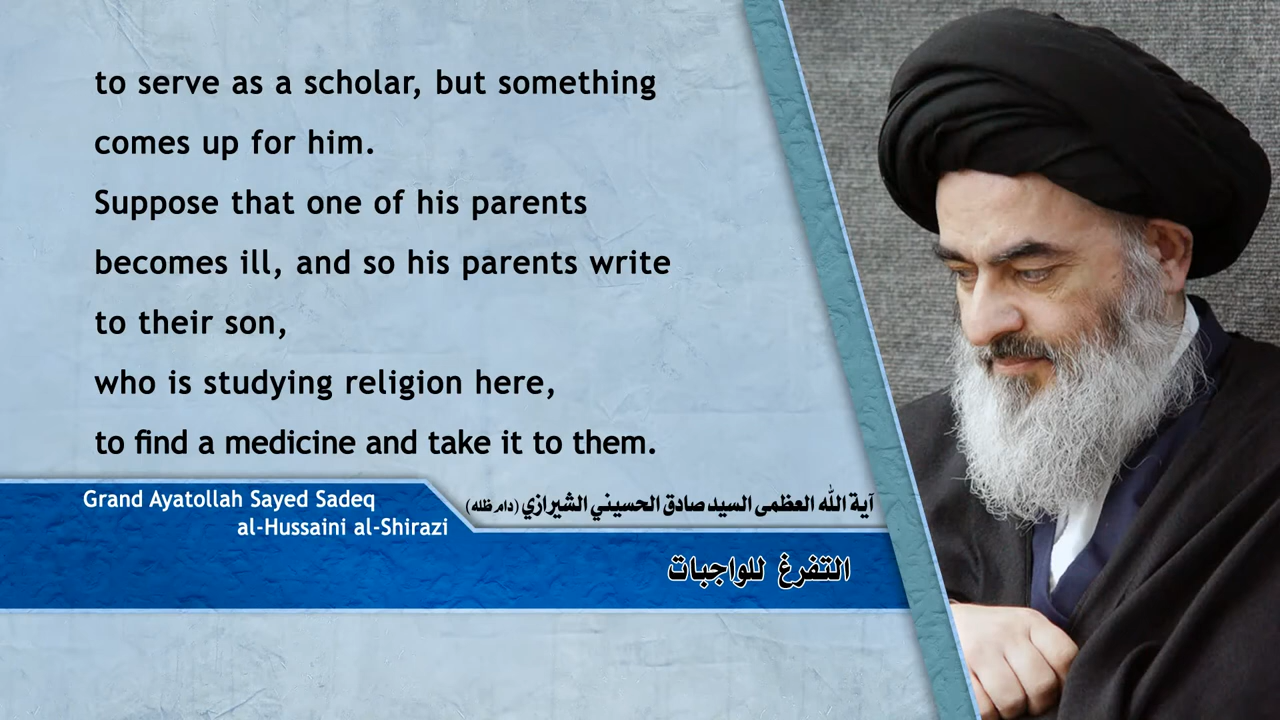 to serve as a scholar, but something
comes up for him.
Suppose that one of his parents
becomes ill, and so his parents write
to their son,
who is studying religion here,
to find a medicine and take it to them.
Grand Ayatollah Sayed Sadeq
al-Hussaini al-Shirazi
آية الله العظمى السيد صادق الحسيني الشيرازي (دام ظله)
التفرغ للواجبات